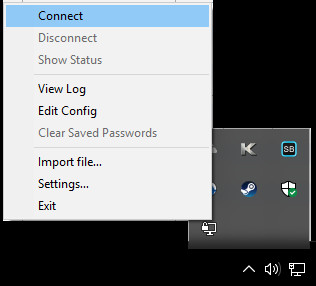 Connect
Disconnect
Show Status
View Log
Edit Config
Clear Saved Passwords
Import file...
Settings...
Exit
K
SB